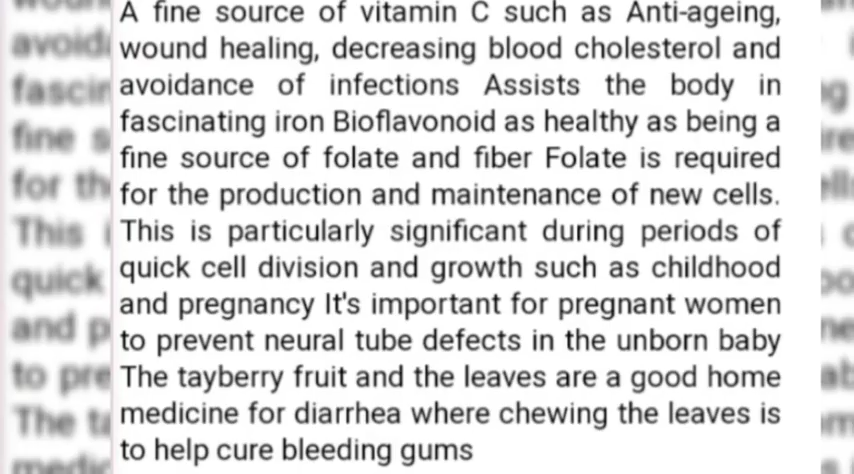 A fine source of vitamin C such as Anti-ageing,
wound healing, decreasing blood cholesterol and
avoidance of infections Assists the body in
fascinating iron Bioflavonoid as healthy as being a
fine source of folate and fiber Folate is required
for the production and maintenance of new cells.
This is particularly significant during periods of
quick cell division and growth such as childhood
and pregnancy It's important for pregnant women
to prevent neural tube defects in the unborn baby
The tayberry fruit and the leaves are a good home
medicine for diarrhea where chewing the leaves is
to help cure bleeding gums